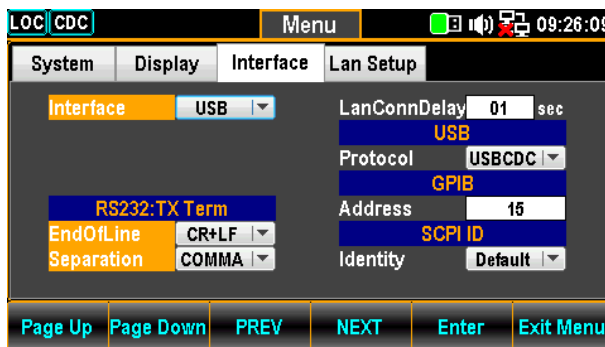 LOC CDC Menu 09:26:09
System Display Interface Lan Setup
Interface USB
LanConnDelay 01 sec
USB
Protocol USBCDC
GPIB
RS232:TX Term
Address 15
EndOfLine CR+LF
SCPI ID
Separation COMMA
Identity Default
Page Up Page Down PREV NEXT Enter Exit Menu